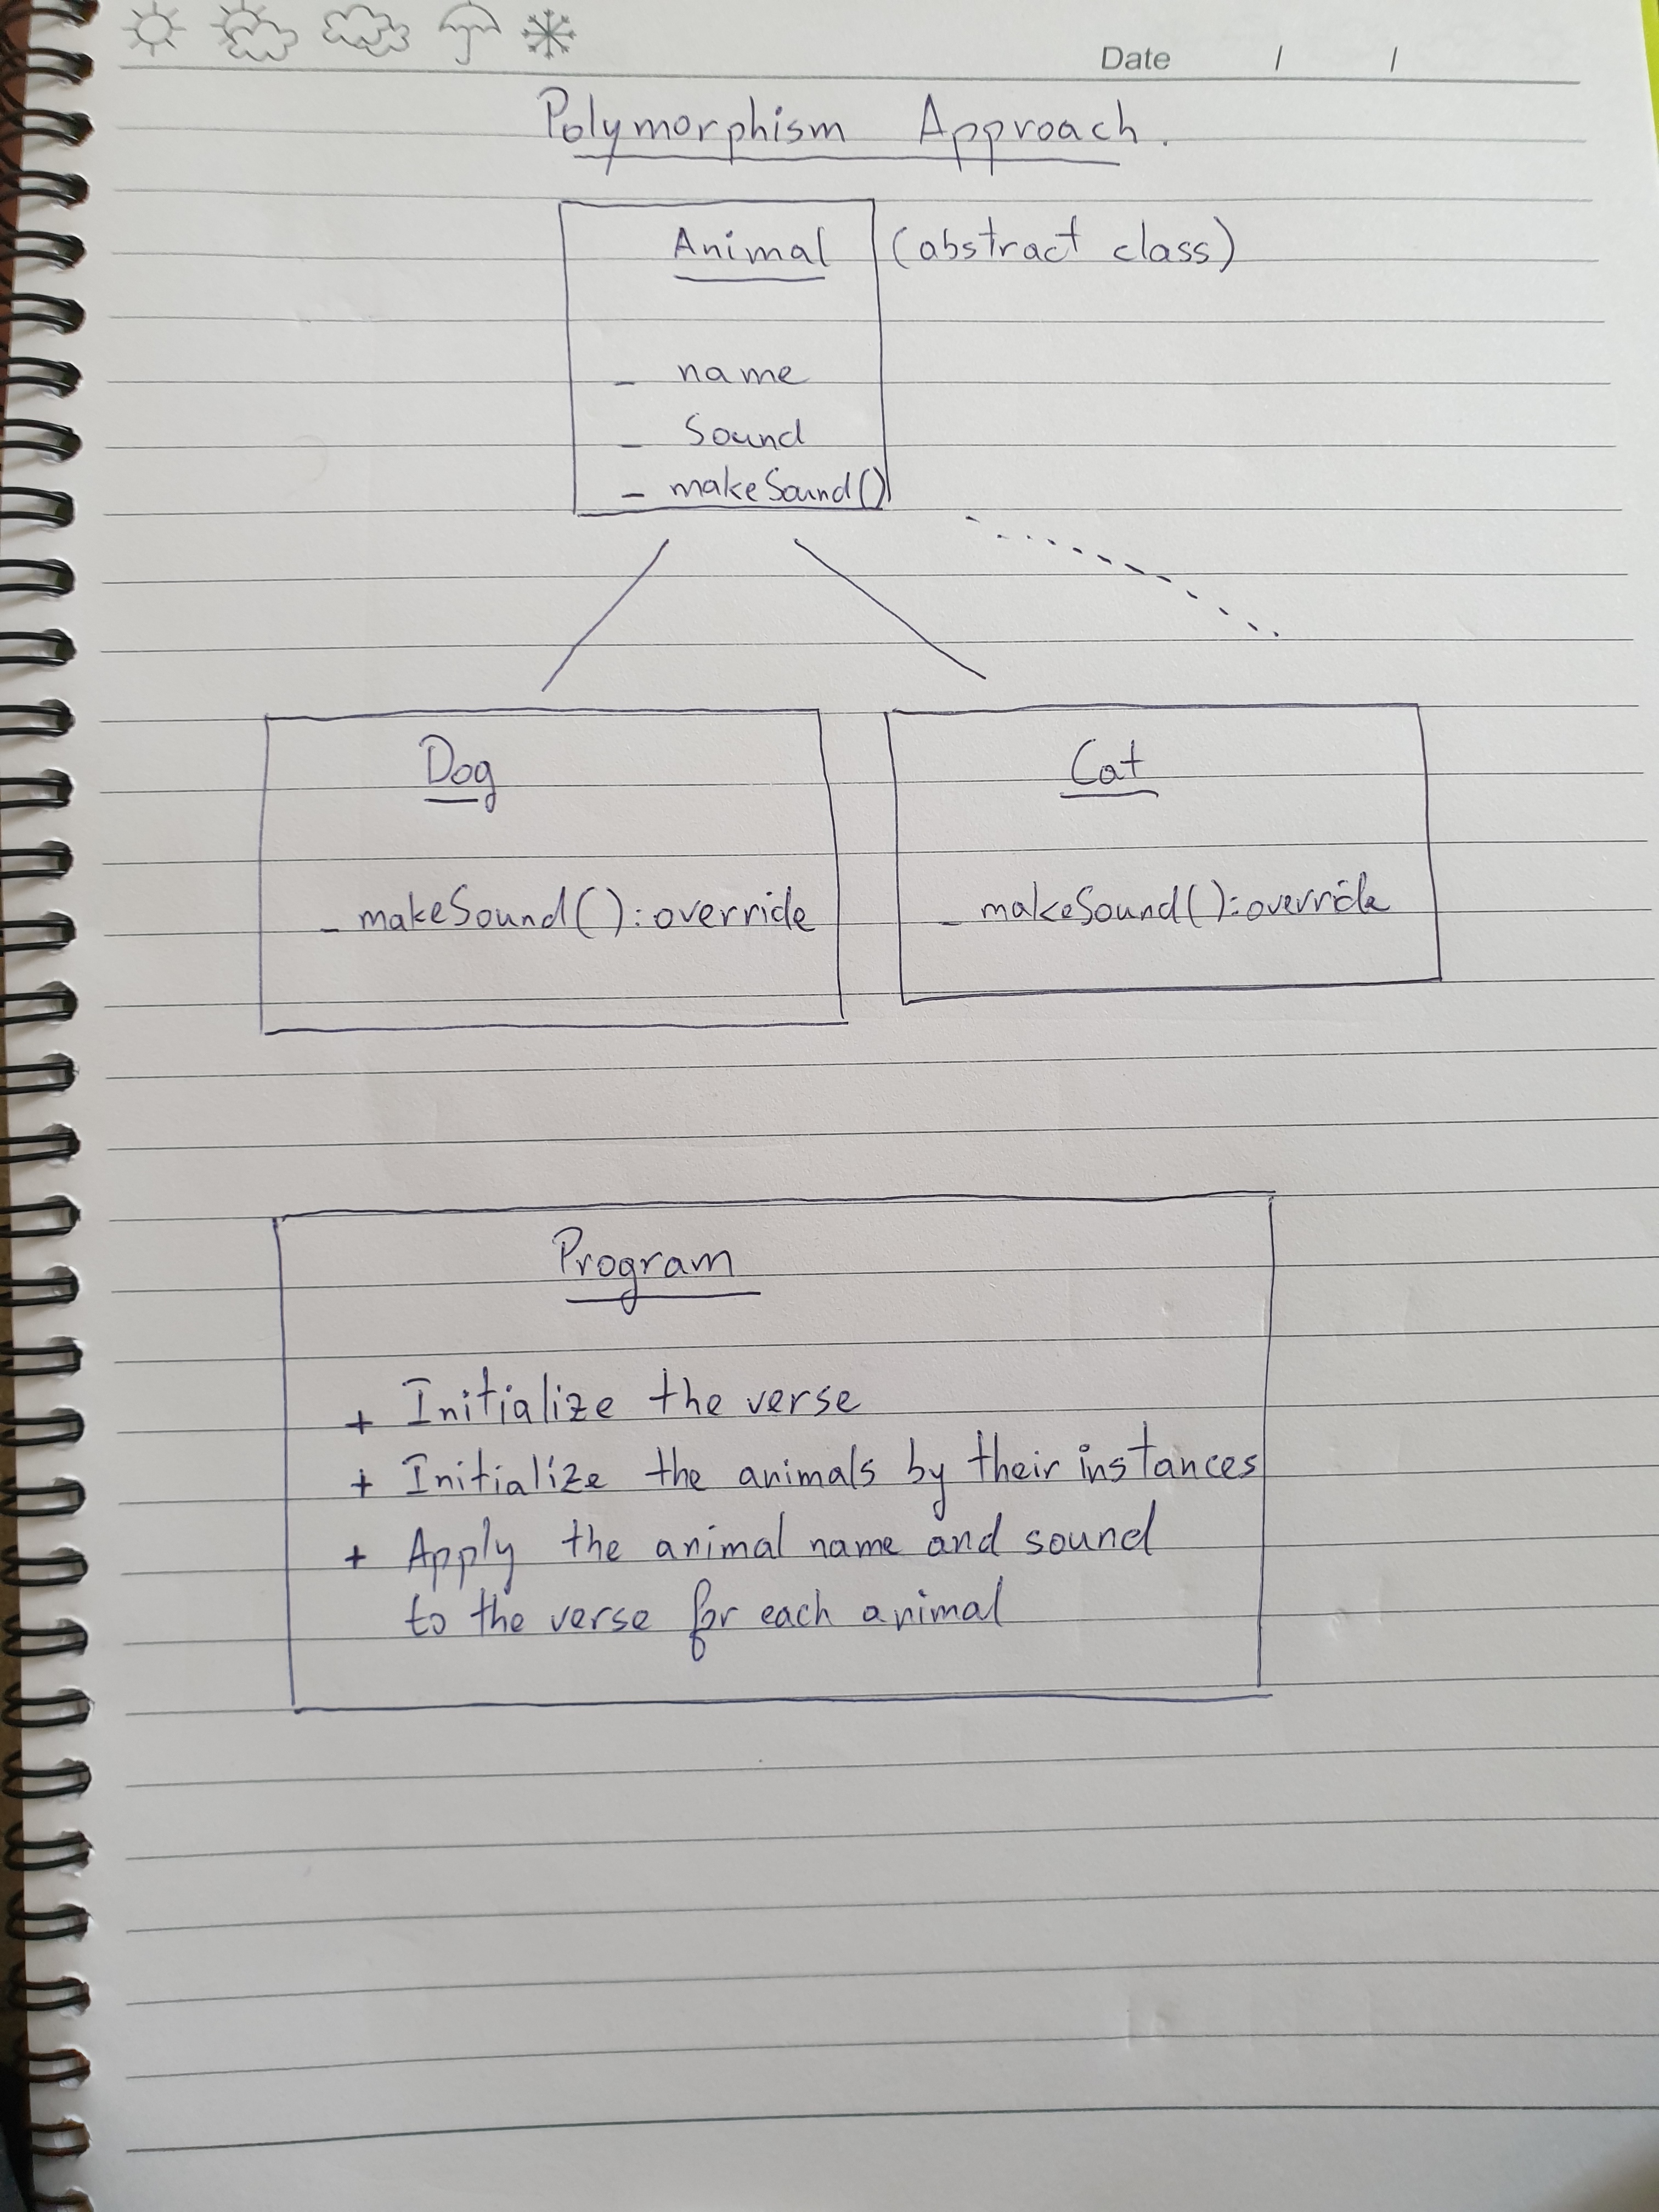 Date / /
Polymorphism Approach.
Animal (abstract class)
- name
- Sound
- makeSound()
Dog
- makeSound():override
Cat
- makeSound():override
Program
+ Initialize the verse
+ Initialize the animals by their instances
+ Apply the animal name and sound
to the verse for each animal